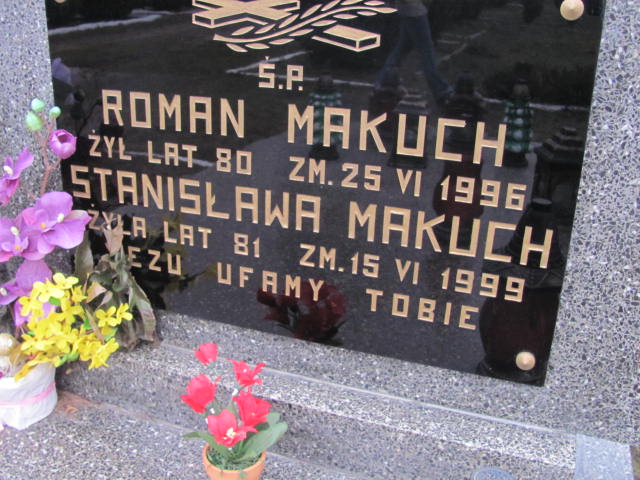 Ś.P.
ROMAN MAKUCH
ŻYŁ LAT 80 ZM. 25 VI 1996
STANISŁAWA MAKUCH
ŻYŁA LAT 81 ZM. 15 VI 1999
UFAMY TOBIE